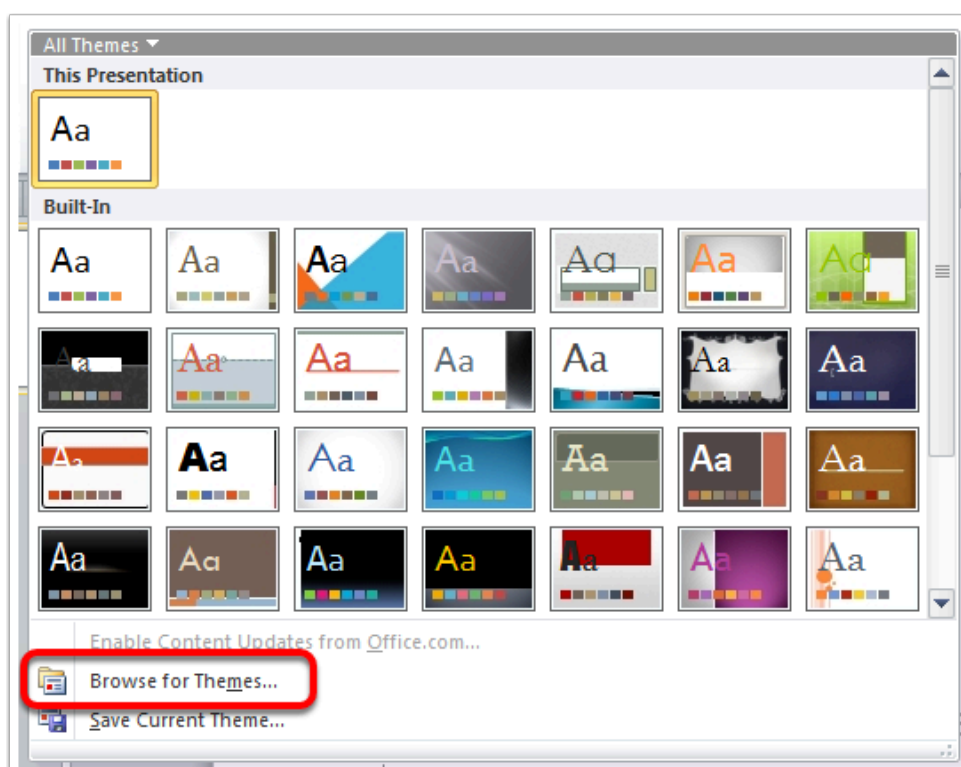 All Themes
This Presentation
Aa
Built-In
Aa Aa Aa Aa Aa Aa Aa
Aa Aa Aa Aa Aa Aa Aa
Aa Aa Aa Aa Aa Aa Aa
Aa Aa Aa Aa Aa Aa Aa
Enable Content Updates from Office.com...
Browse for Themes...
Save Current Theme...